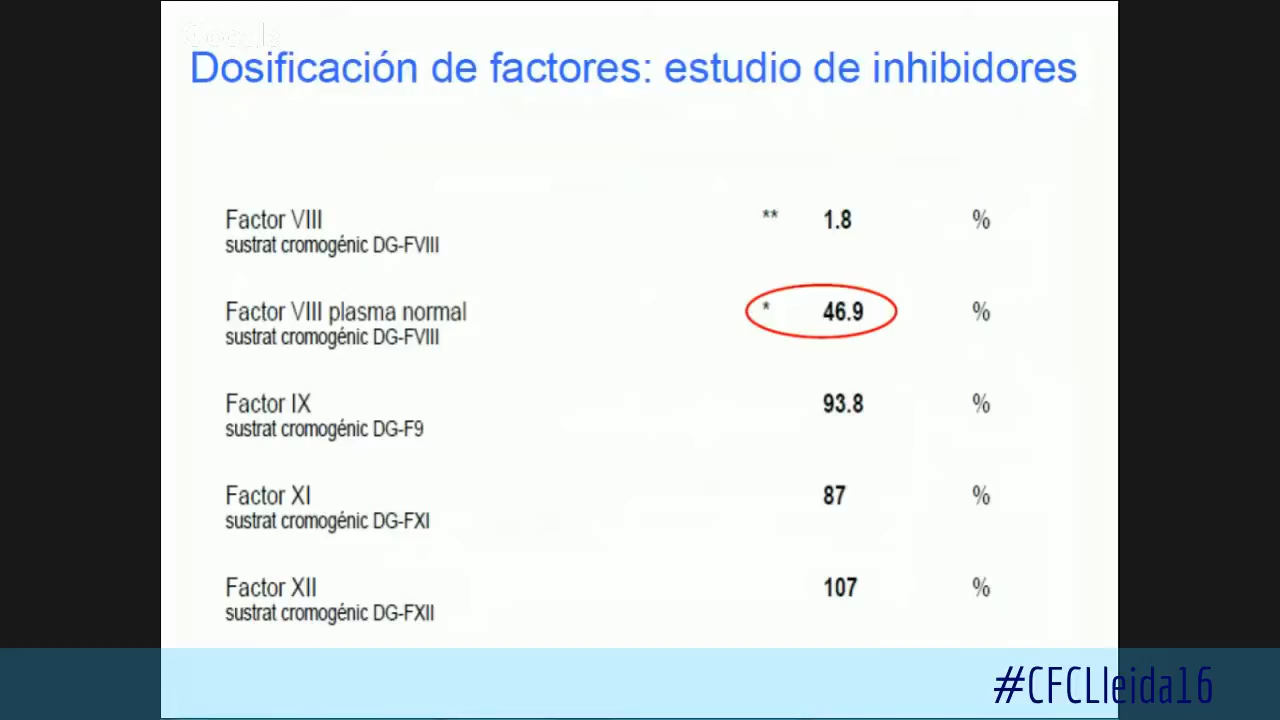 Dosificación de factores: estudio de inhibidores
Factor VIII ** 1.8 %
sustrat cromogénic DG-FVIII
Factor VIII plasma normal * 46.9 %
sustrat cromogénic DG-FVIII
Factor IX 93.8 %
sustrat cromogénic DG-F9
Factor XI 87 %
sustrat cromogénic DG-FXI
Factor XII 107 %
sustrat cromogénic DG-FXII
#CFCLleida16